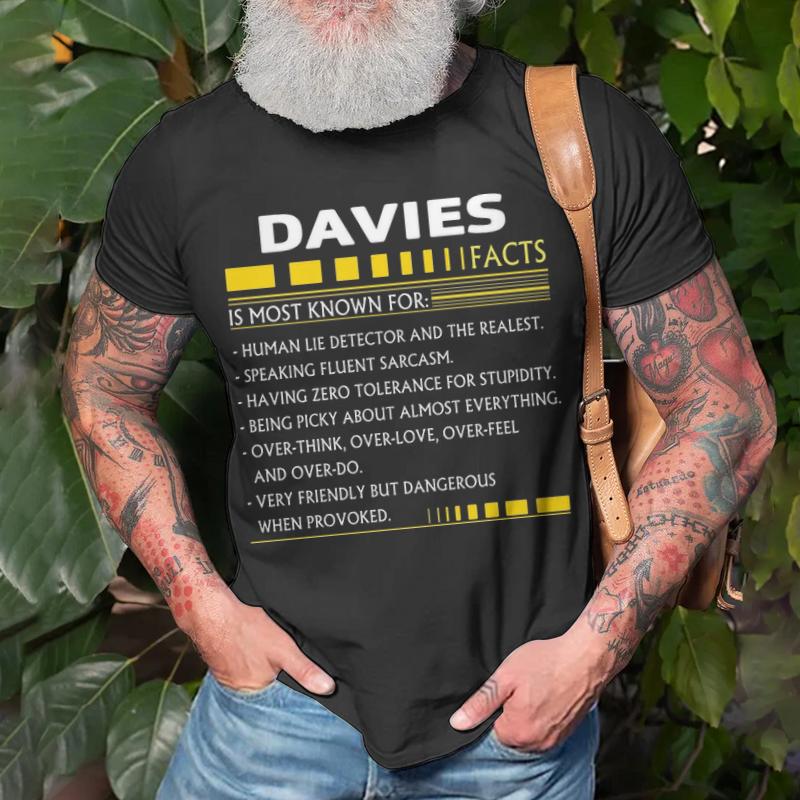 DAVIES
FACTS
IS MOST KNOWN FOR:
- HUMAN LIE DETECTOR AND THE REALEST.
- SPEAKING FLUENT SARCASM.
- HAVING ZERO TOLERANCE FOR STUPIDITY.
- BEING PICKY ABOUT ALMOST EVERYTHING.
- OVER-THINK, OVER-LOVE, OVER-FEEL
AND OVER-DO.
- VERY FRIENDLY BUT DANGEROUS
WHEN PROVOKED.